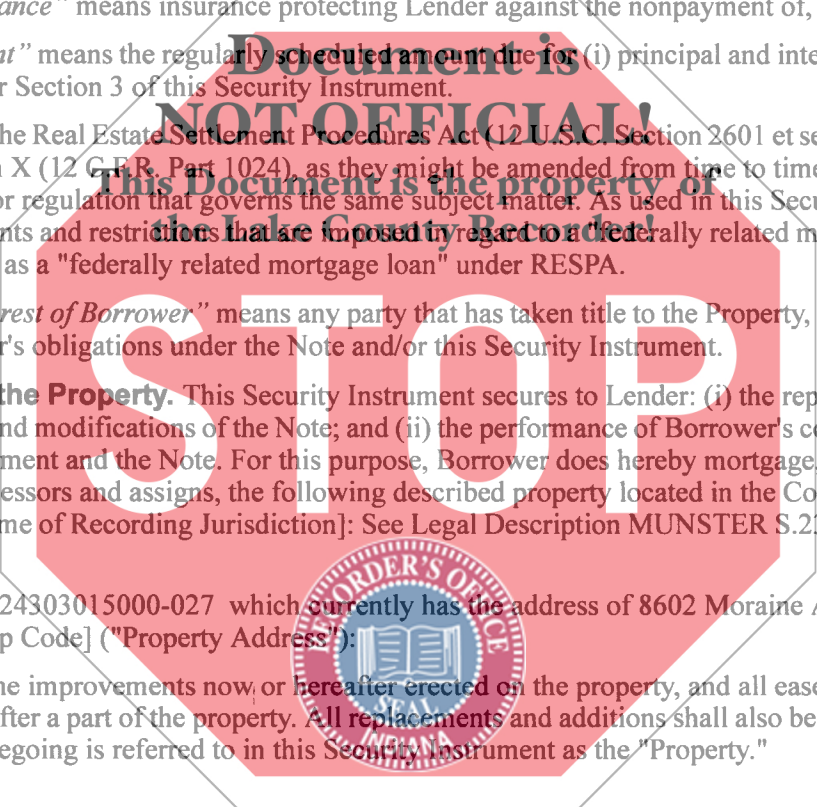 ance" means insurance protecting Lender against the nonpayment of,
nt" means the regularly scheduled amount due for (i) principal and inte
r Section 3 of this Security Instrument.
Document is
NOT OFFICIAL!
This Document is the property of
the Lake County Recorder!
he Real Estate Settlement Procedures Act (12 U.S.C. Section 2601 et se
n X (12 C.F.R. Part 1024), as they might be amended from time to time
or regulation that governs the same subject matter. As used in this Secu
nts and restrictions that are imposed in regard to a "federally related m
as a "federally related mortgage loan" under RESPA.
rest of Borrower" means any party that has taken title to the Property,
r's obligations under the Note and/or this Security Instrument.
STOP
the Property. This Security Instrument secures to Lender: (i) the rep
nd modifications of the Note; and (ii) the performance of Borrower's c
ment and the Note. For this purpose, Borrower does hereby mortgage,
essors and assigns, the following described property located in the Co
me of Recording Jurisdiction]: See Legal Description MUNSTER S.2
24303015000-027 which currently has the address of 8602 Moraine A
p Code] ("Property Address"):
RECORDER'S OFFICE
SEAL
INDIANA
he improvements now or hereafter erected on the property, and all ease
fter a part of the property. All replacements and additions shall also be
egoing is referred to in this Security Instrument as the "Property."